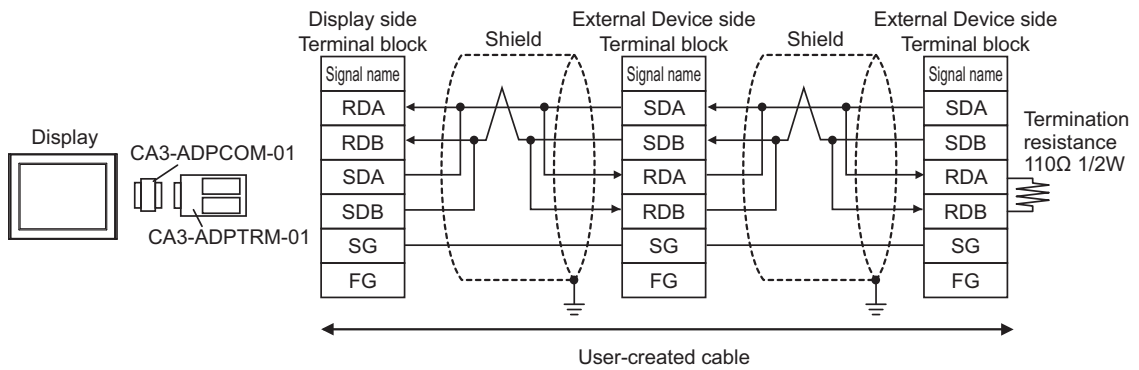 Display side
Terminal block
Shield
External Device side
Terminal block
Shield
External Device side
Terminal block
Display
CA3-ADPCOM-01
CA3-ADPTRM-01
Signal name
RDA
RDB
SDA
SDB
SG
FG
Signal name
SDA
SDB
RDA
RDB
SG
FG
Signal name
SDA
SDB
RDA
RDB
SG
FG
Termination
resistance
110Ω 1/2W
User-created cable